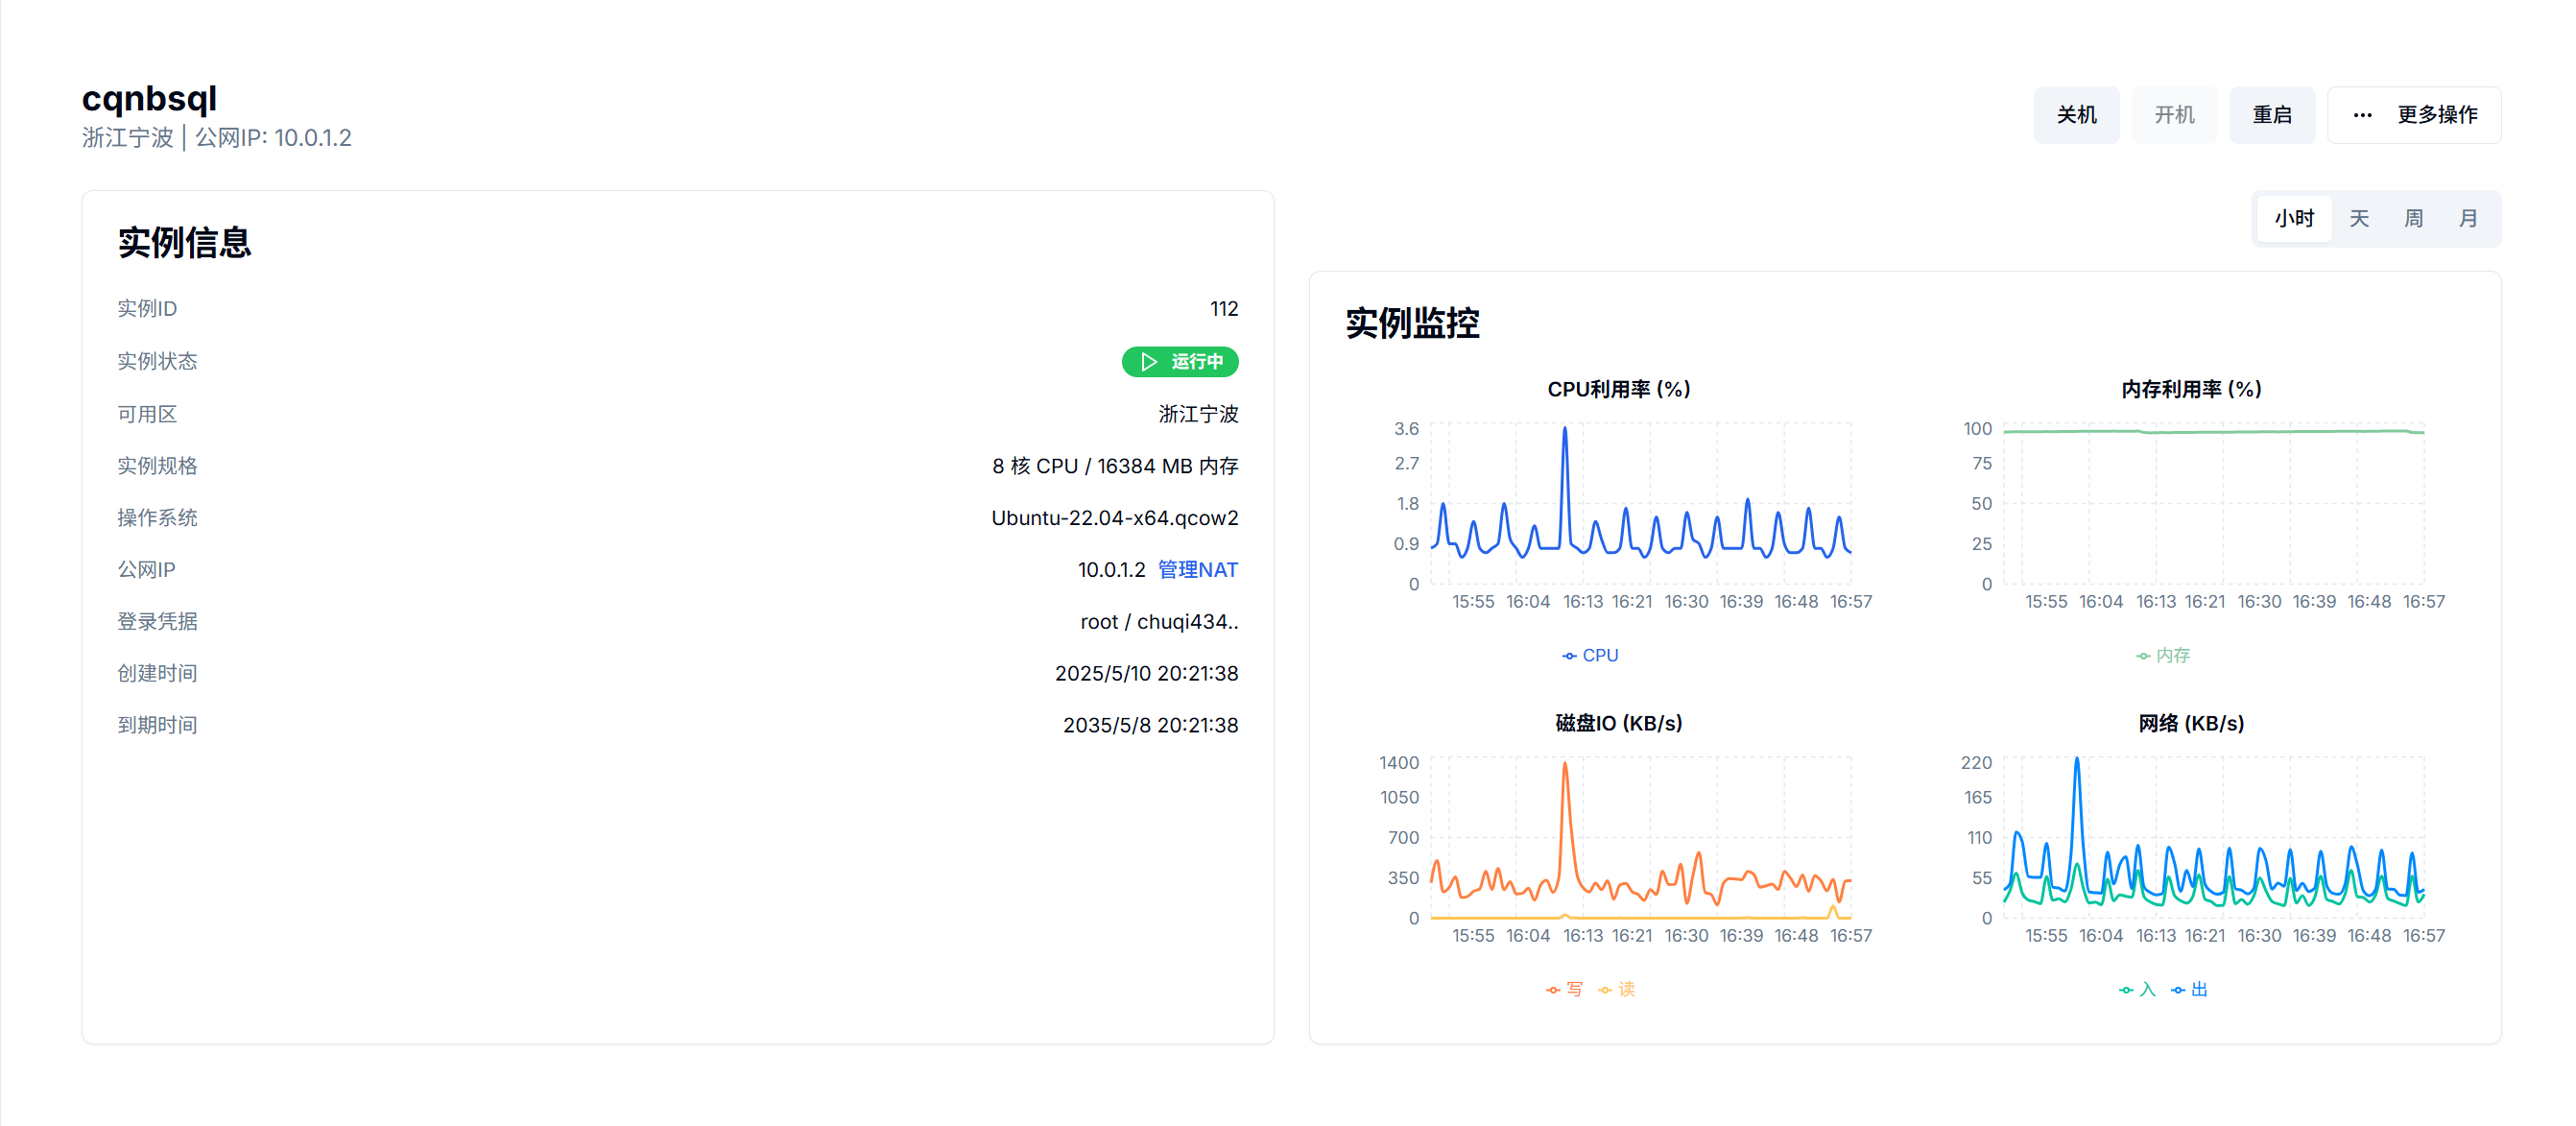 cqnbsql
浙江宁波 | 公网IP: 10.0.1.2
关机 开机 重启 ··· 更多操作
实例信息
实例ID 112
实例状态 运行中
可用区 浙江宁波
实例规格 8 核 CPU / 16384 MB 内存
操作系统 Ubuntu-22.04-x64.qcow2
公网IP 10.0.1.2 管理NAT
登录凭据 root / chuqi434..
创建时间 2025/5/10 20:21:38
到期时间 2035/5/8 20:21:38
小时 天 周 月
实例监控
CPU利用率 (%)
3.6
2.7
1.8
0.9
0
15:55 16:04 16:13 16:21 16:30 16:39 16:48 16:57
CPU
内存利用率 (%)
100
75
50
25
0
15:55 16:04 16:13 16:21 16:30 16:39 16:48 16:57
内存
磁盘IO (KB/s)
1400
1050
700
350
0
15:55 16:04 16:13 16:21 16:30 16:39 16:48 16:57
写 读
网络 (KB/s)
220
165
110
55
0
15:55 16:04 16:13 16:21 16:30 16:39 16:48 16:57
入 出